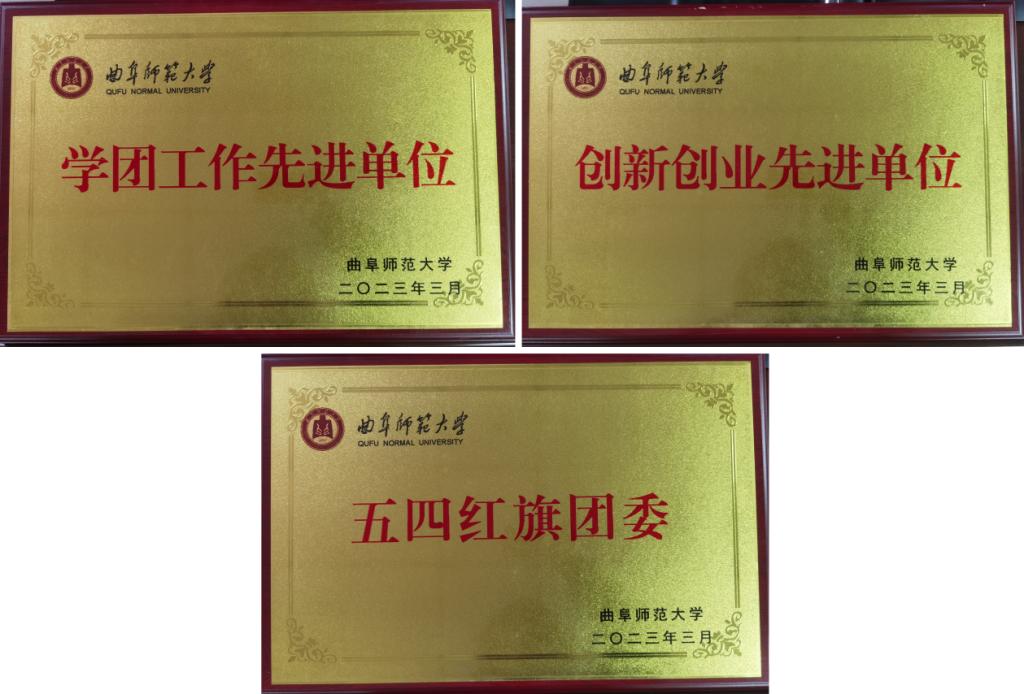 曲阜师范大学
QUFU NORMAL UNIVERSITY
学团工作先进单位
曲阜师范大学
二〇二三年三月
曲阜师范大学
QUFU NORMAL UNIVERSITY
创新创业先进单位
曲阜师范大学
二〇二三年三月
曲阜师范大学
QUFU NORMAL UNIVERSITY
五四红旗团委
曲阜师范大学
二〇二三年三月